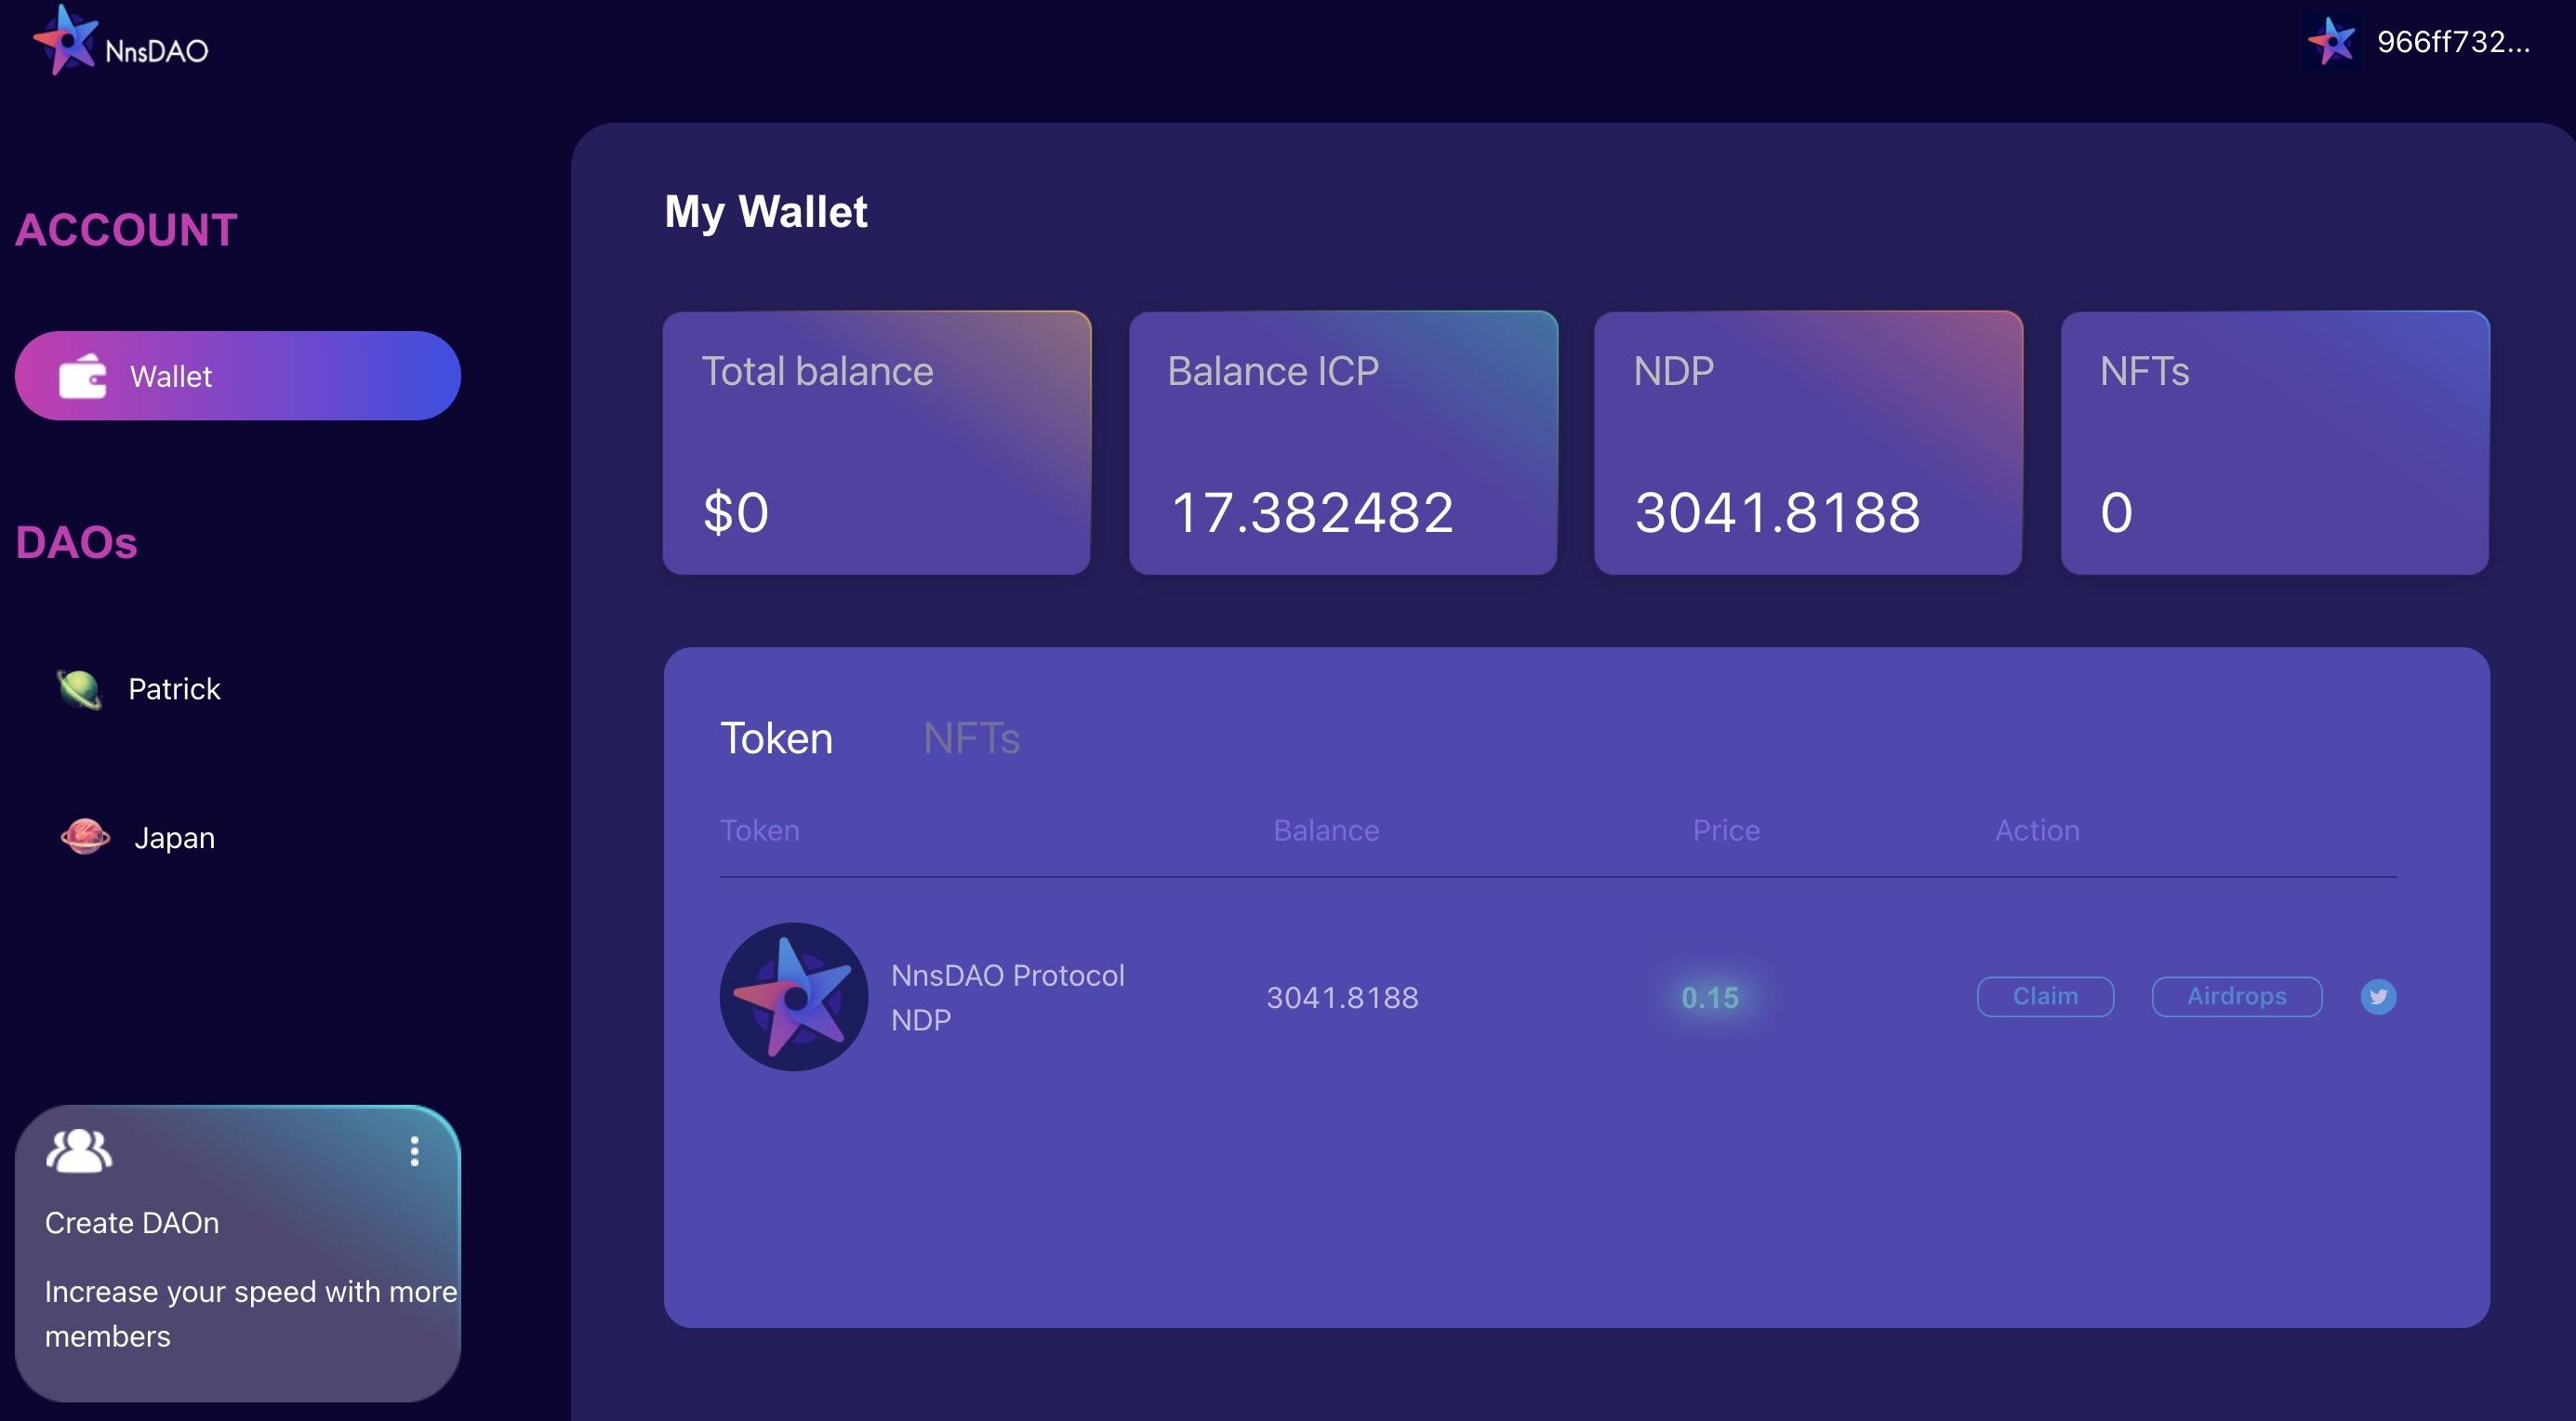 NnsDAO
966ff732...
ACCOUNT
Wallet
DAOs
Patrick
Japan
Create DAOn
Increase your speed with more
members
My Wallet
Total balance
$0
Balance ICP
17.382482
NDP
3041.8188
NFTs
0
Token NFTs
Token Balance Price Action
NnsDAO Protocol
NDP
3041.8188
0.15
Claim
Airdrops